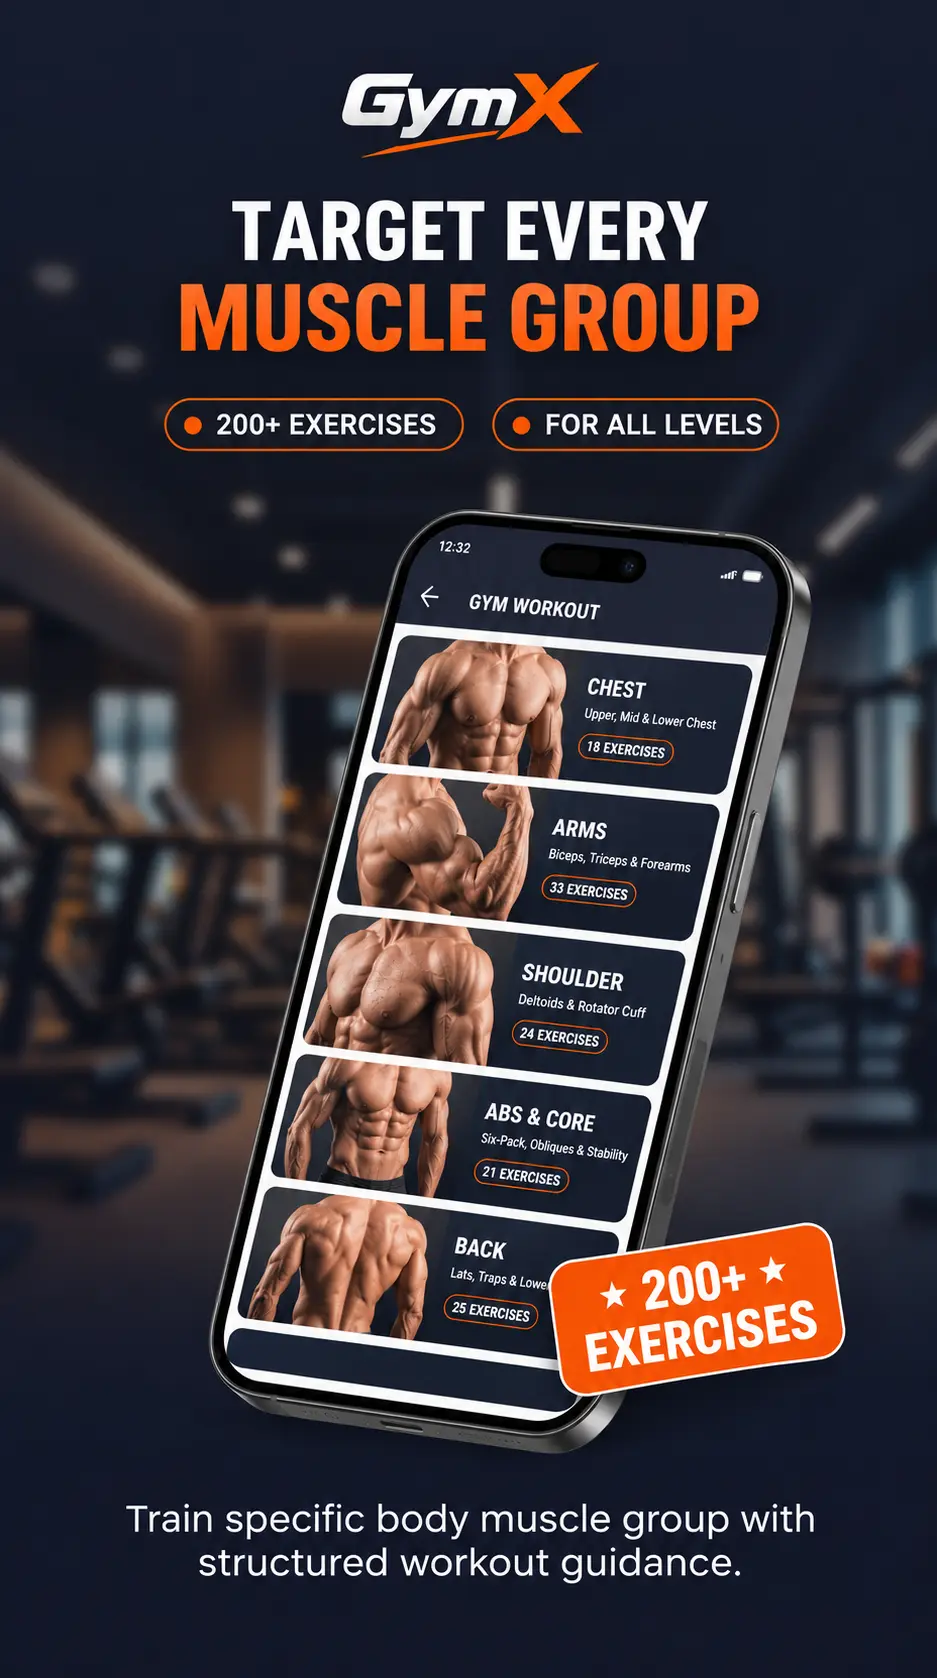 GymX
TARGET EVERY
MUSCLE GROUP
200+ EXERCISES
FOR ALL LEVELS
12:32
GYM WORKOUT
CHEST
Upper, Mid & Lower Chest
18 EXERCISES
ARMS
Biceps, Triceps & Forearms
33 EXERCISES
SHOULDER
Deltoids & Rotator Cuff
24 EXERCISES
ABS & CORE
Six-Pack, Obliques & Stability
21 EXERCISES
BACK
Lats, Traps & Lowe
25 EXERCISES
200+
EXERCISES
Train specific body muscle group with
structured workout guidance.